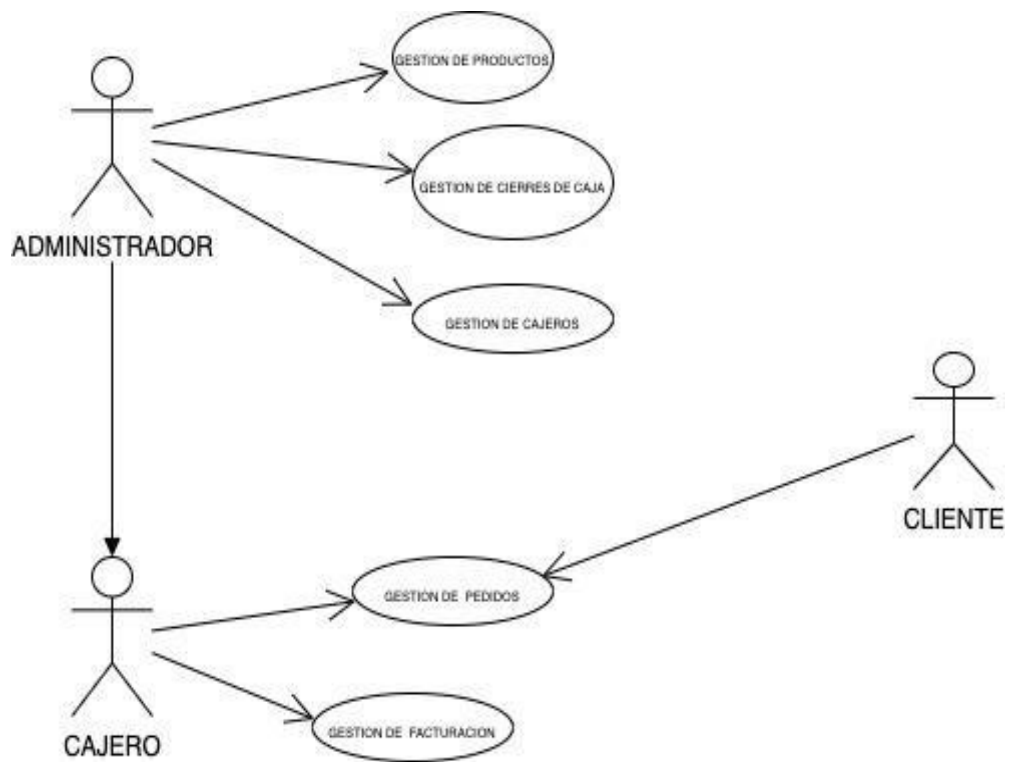 GESTION DE PRODUCTOS
GESTION DE CIERRES DE CAJA
ADMINISTRADOR
GESTION DE CAJEROS
CLIENTE
GESTION DE PEDIDOS
GESTION DE FACTURACION
CAJERO